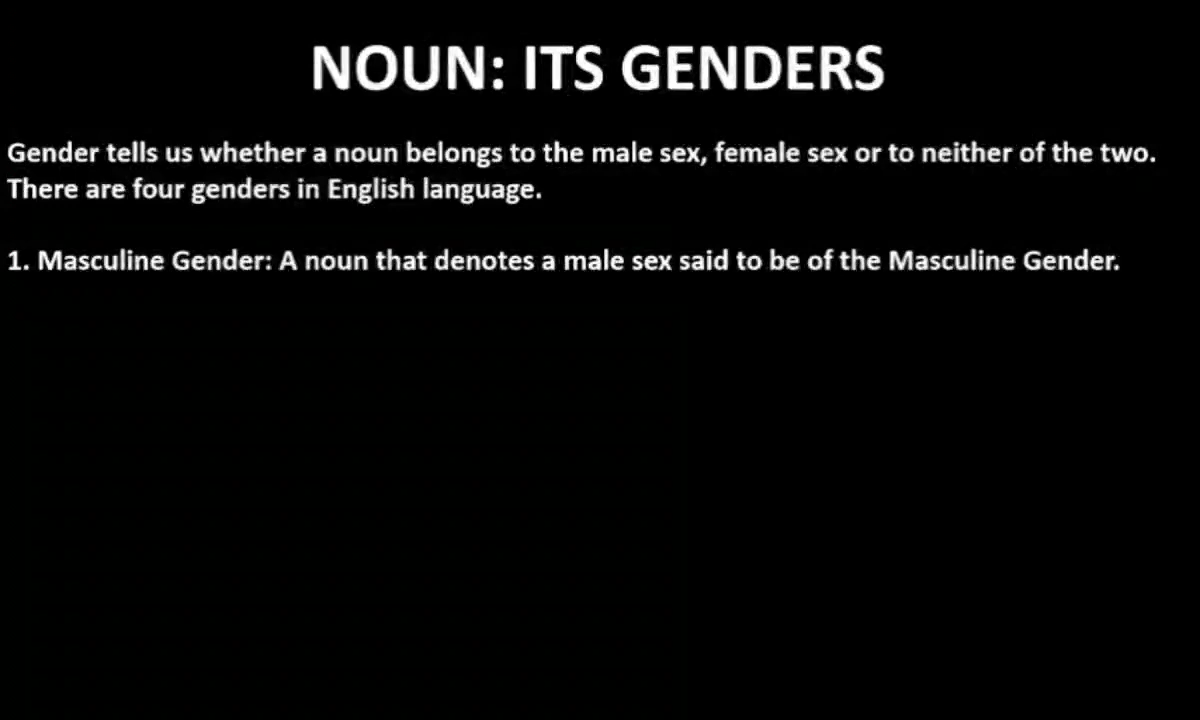 NOUN: ITS GENDERS
Gender tells us whether a noun belongs to the male sex, female sex or to neither of the two.
There are four genders in English language.
1. Masculine Gender: A noun that denotes a male sex said to be of the Masculine Gender.